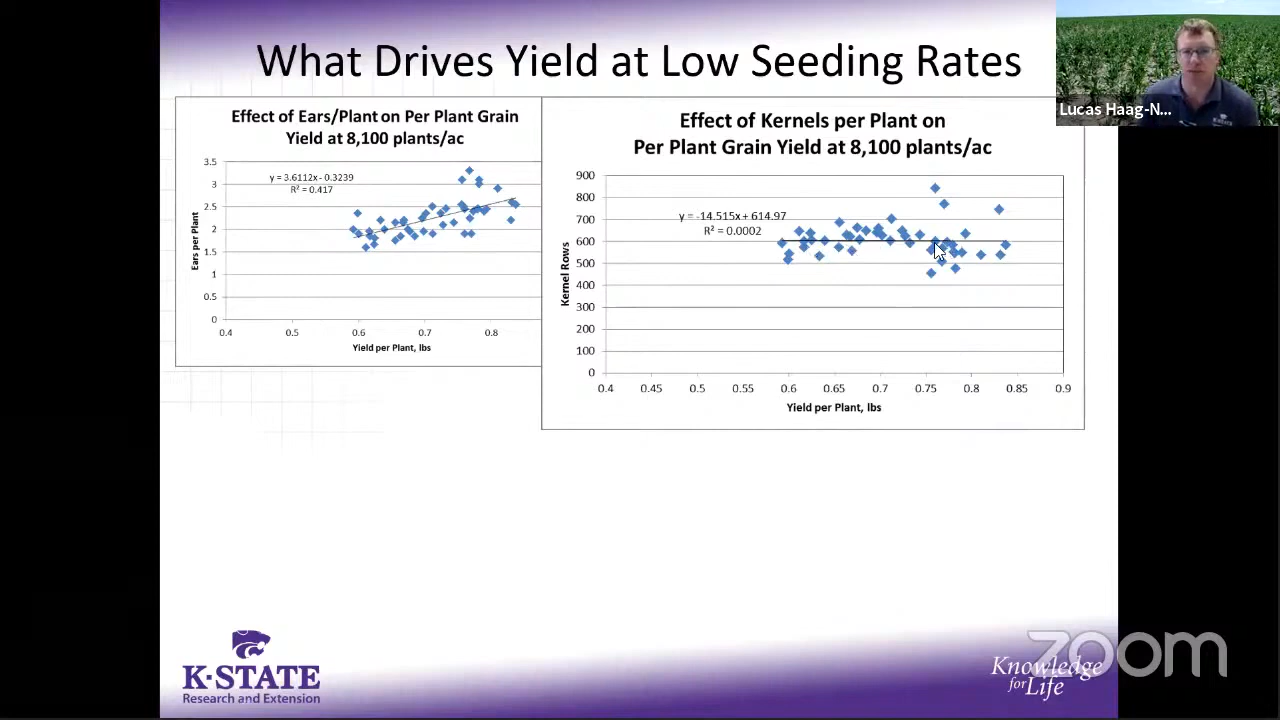 What Drives Yield at Low Seeding Rates
Lucas Haag-N...
Effect of Ears/Plant on Per Plant Grain
Yield at 8,100 plants/ac
3.5
3
2.5
2
1.5
1
0.5
0
y = 3.6112x - 0.3239
R² = 0.417
Ears per Plant
0.4 0.5 0.6 0.7 0.8
Yield per Plant, lbs
Effect of Kernels per Plant on
Per Plant Grain Yield at 8,100 plants/ac
900
800
700
600
500
400
300
200
100
0
y = -14.515x + 614.97
R² = 0.0002
Kernel Rows
0.4 0.45 0.5 0.55 0.6 0.65 0.7 0.75 0.8 0.85 0.9
Yield per Plant, lbs
K-STATE
Research and Extension
Knowledge
for Life
zoom